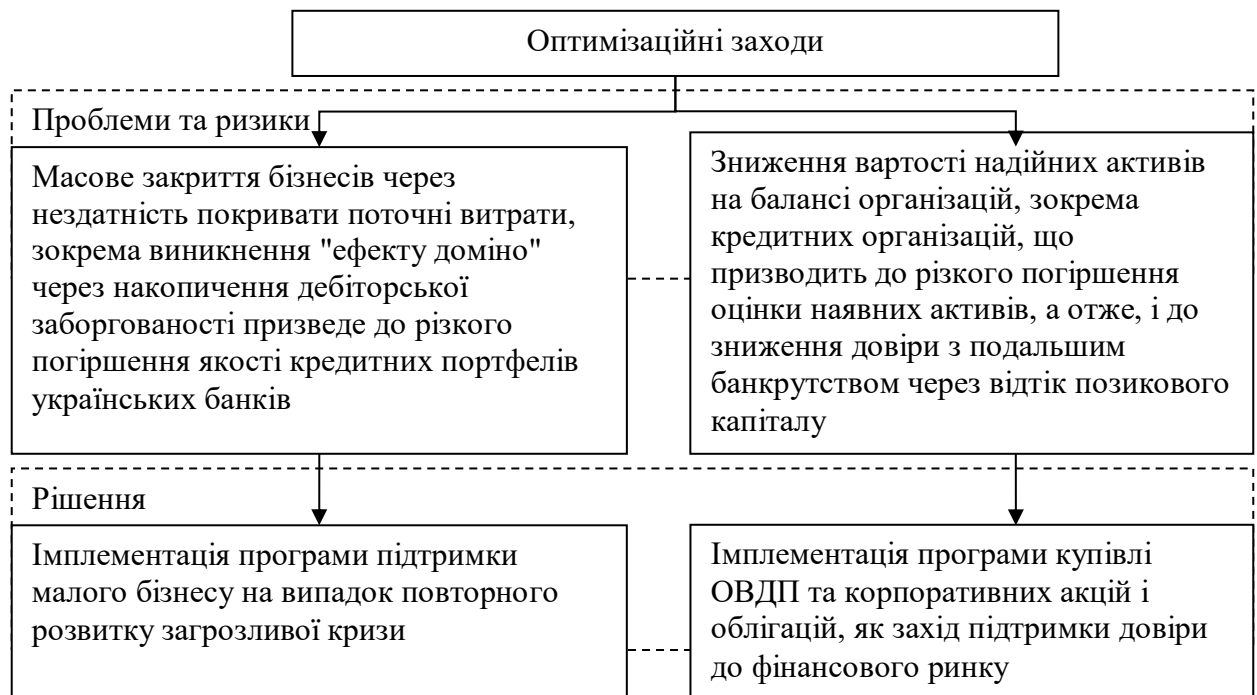 Оптимізаційні заходи
Проблеми та ризики
Масове закриття бізнесів через
нездатність покривати поточні витрати,
зокрема виникнення "ефекту доміно"
через накопичення дебіторської
заборгованості призведе до різкого
погіршення якості кредитних портфелів
українських банків
Зниження вартості надійних активів
на балансі організацій, зокрема
кредитних організацій, що
призводить до різкого погіршення
оцінки наявних активів, а отже, і до
зниження довіри з подальшим
банкрутством через відтік позикового
капіталу
Рішення
Імплементація програми підтримки
малого бізнесу на випадок повторного
розвитку загрозливої кризи
Імплементація програми купівлі
ОВДП та корпоративних акцій і
облігацій, як захід підтримки довіри
до фінансового ринку